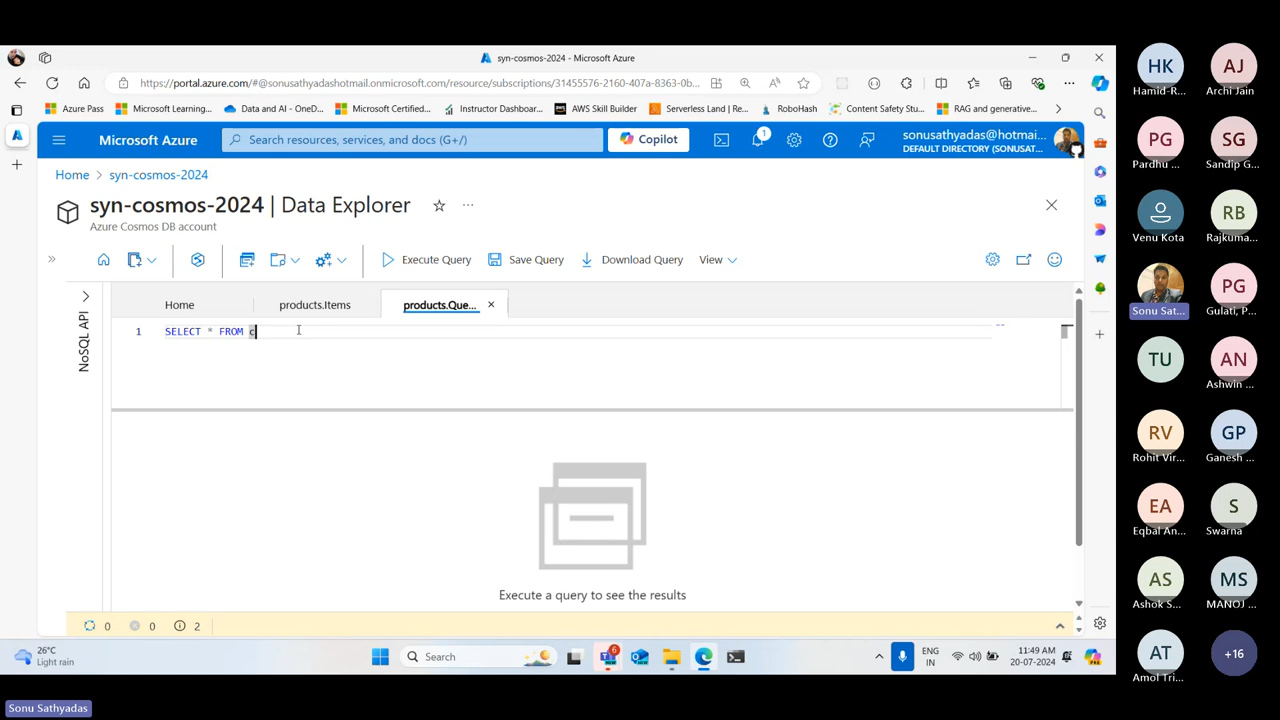 syn-cosmos-2024 - Microsoft Azure
https://portal.azure.com/#@sonusathyadashotmail.onmicrosoft.com/resource/subscriptions/31455576-2160-407a-8363-0b...
Azure Pass
Microsoft Learning...
Data and AI - OneD...
Microsoft Certified...
Instructor Dashboar...
AWS Skill Builder
Serverless Land | Re...
RoboHash
Content Safety Stu...
RAG and generative...
Microsoft Azure
Search resources, services, and docs (G+/)
Copilot
1
sonusathyadas@hotmai...
DEFAULT DIRECTORY (SONUSAT...
Home > syn-cosmos-2024
syn-cosmos-2024 | Data Explorer
Azure Cosmos DB account
Execute Query
Save Query
Download Query
View
NoSQL API
Home
products.Items
products.Que...
1 SELECT * FROM c
Execute a query to see the results
0
0
2
26°C
Light rain
Search
6
ENG
IN
11:49 AM
20-07-2024
HK
Hamid-R...
AJ
Archi Jain
PG
Pardhu ...
SG
Sandip G...
Venu Kota
RB
Rajkuma...
Sonu Sat...
PG
Gulati, P...
TU
AN
Ashwin ...
RV
Rohit Vir...
GP
Ganesh ...
EA
Eqbal An...
S
Swarna
AS
Ashok S...
MS
MANOJ ...
AT
Amol Tri...
+16
Sonu Sathyadas